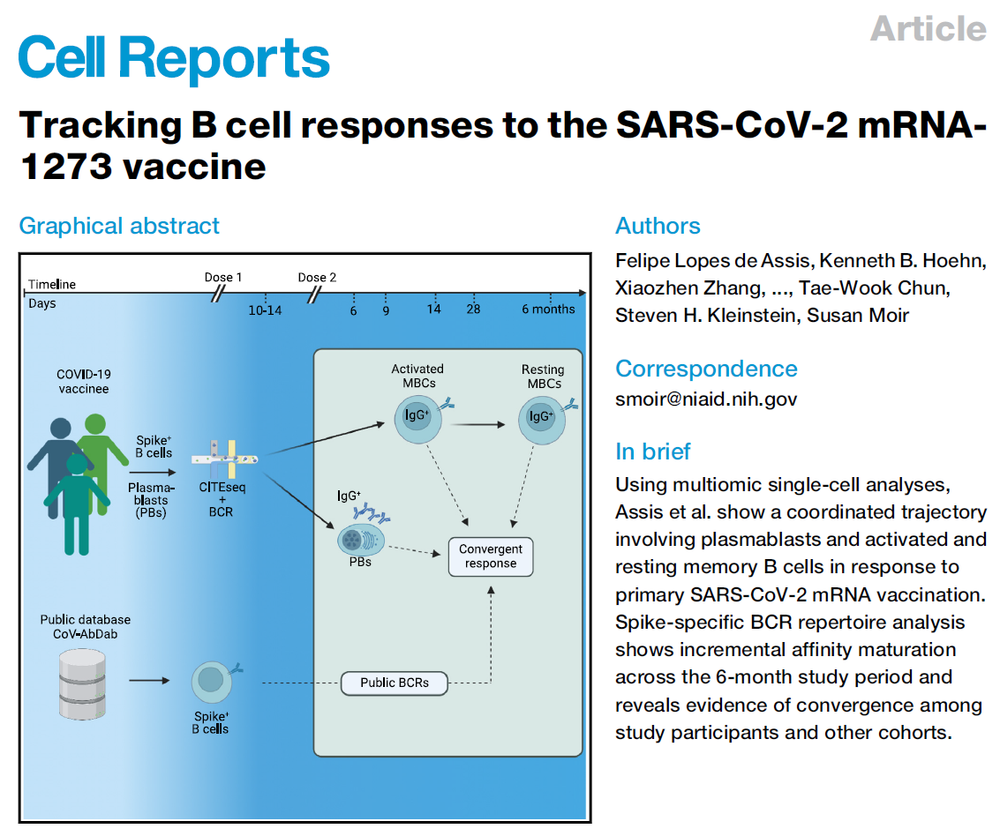 Article
Cell Reports
Tracking B cell responses to the SARS-CoV-2 mRNA-
1273 vaccine
Graphical abstract
Timeline
Days
Dose 1
Dose 2
10-14
6
9
14
28
6 months
COVID-19
vaccinee
Spike⁺
B cells
Plasma-
blasts
(PBs)
CITEseq
+
BCR
Activated
MBCs
IgG⁺
Resting
MBCs
IgG⁺
IgG⁺
PBs
Convergent
response
Public database
CoV-AbDab
Spike⁺
B cells
Public BCRs
Authors
Felipe Lopes de Assis, Kenneth B. Hoehn,
Xiaozhen Zhang, ..., Tae-Wook Chun,
Steven H. Kleinstein, Susan Moir
Correspondence
smoir@niaid.nih.gov
In brief
Using multiomic single-cell analyses,
Assis et al. show a coordinated trajectory
involving plasmablasts and activated and
resting memory B cells in response to
primary SARS-CoV-2 mRNA vaccination.
Spike-specific BCR repertoire analysis
shows incremental affinity maturation
across the 6-month study period and
reveals evidence of convergence among
study participants and other cohorts.